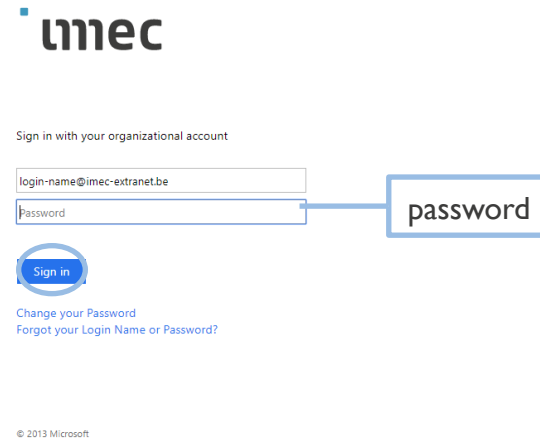 imec
Sign in with your organizational account
login-name@imec-extranet.be
Password
password
Sign in
Change your Password
Forgot your Login Name or Password?
© 2013 Microsoft